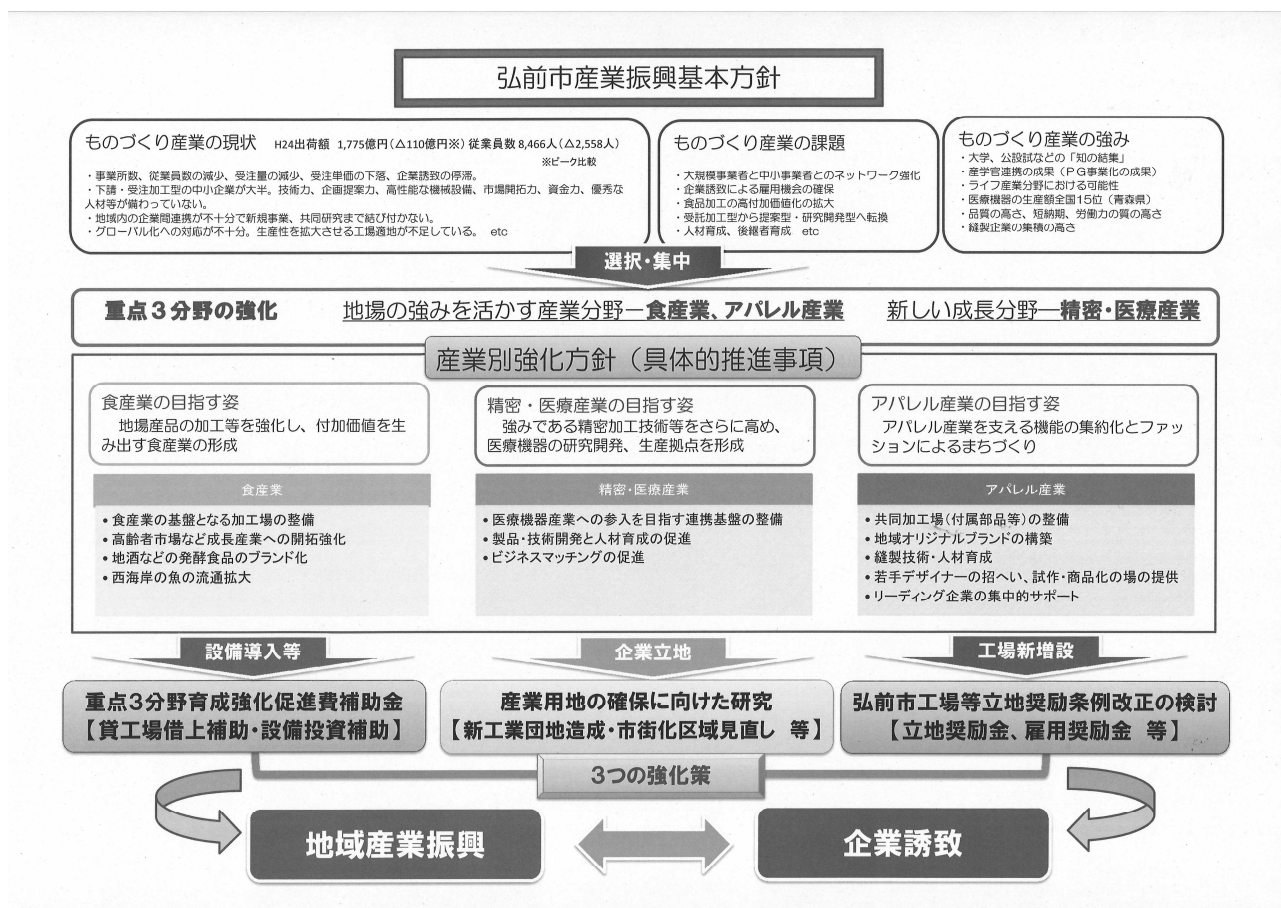 弘前市産業振興基本方針
ものづくり産業の現状 H24出荷額 1,775億円(△110億円※) 従業員数 8,466人(△2,558人)
※ピーク比較
・事業所数、従業員数の減少、受注量の減少、受注単価の下落、企業誘致の停滞。
・下請・受注加工型の中小企業が大半。技術力、企画提案力、高性能な機械設備、市場開拓力、資金力、優秀な
人材等が備わっていない。
・地域内の企業間連携が不十分で新規事業、共同研究まで結び付かない。
・グローバル化への対応が不十分。生産性を拡大させる工場適地が不足している。 etc
ものづくり産業の課題
・大規模事業者と中小事業者とのネットワーク強化
・企業誘致による雇用機会の確保
・食品加工の高付加価値化の拡大
・受託加工型から提案型・研究開発型へ転換
・人材育成、後継者育成 etc
ものづくり産業の強み
・大学、公設試などの「知の結集」
・産学官連携の成果（PG事業化の成果）
・ライフ産業分野における可能性
・医療機器の生産額全国15位（青森県）
・品質の高さ、短納期、労働力の質の高さ
・縫製企業の集積の高さ
選択・集中
重点3分野の強化 地場の強みを活かす産業分野―食産業、アパレル産業 新しい成長分野―精密・医療産業
産業別強化方針（具体的推進事項）
食産業の目指す姿
地場産品の加工等を強化し、付加価値を生
み出す食産業の形成
精密・医療産業の目指す姿
強みである精密加工技術等をさらに高め、
医療機器の研究開発、生産拠点を形成
アパレル産業の目指す姿
アパレル産業を支える機能の集約化とファッ
ションによるまちづくり
食産業
• 食産業の基盤となる加工場の整備
• 高齢者市場など成長産業への開拓強化
• 地酒などの発酵食品のブランド化
• 西海岸の魚の流通拡大
精密・医療産業
• 医療機器産業への参入を目指す連携基盤の整備
• 製品・技術開発と人材育成の促進
• ビジネスマッチングの促進
アパレル産業
• 共同加工場(付属部品等)の整備
• 地域オリジナルブランドの構築
• 縫製技術・人材育成
• 若手デザイナーの招へい、試作・商品化の場の提供
• リーディング企業の集中的サポート
設備導入等
企業立地
工場新増設
重点3分野育成強化促進費補助金
【貸工場借上補助・設備投資補助】
産業用地の確保に向けた研究
【新工業団地造成・市街化区域見直し 等】
弘前市工場等立地奨励条例改正の検討
【立地奨励金、雇用奨励金 等】
3つの強化策
地域産業振興
企業誘致